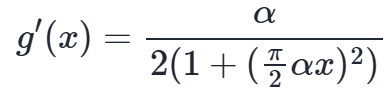 g′(x) = α / (2(1 + (π/2 αx)²))